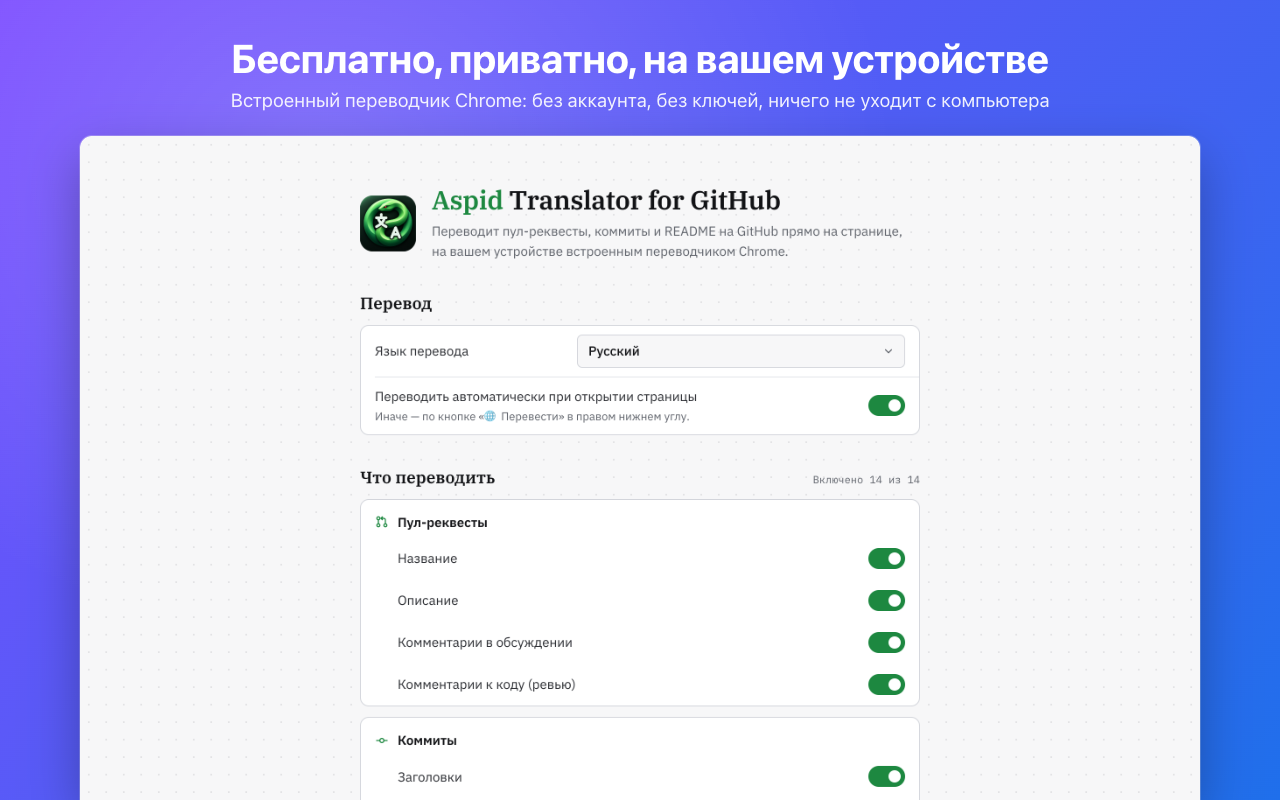 Бесплатно, приватно, на вашем устройстве
Встроенный переводчик Chrome: без аккаунта, без ключей, ничего не уходит с компьютера
Aspid Translator for GitHub
Переводит пул-реквесты, коммиты и README на GitHub прямо на странице,
на вашем устройстве встроенным переводчиком Chrome.
Перевод
Язык перевода
Русский
Переводить автоматически при открытии страницы
Иначе — по кнопке «🌐 Перевести» в правом нижнем углу.
Что переводить
Включено 14 из 14
Пул-реквесты
Название
Описание
Комментарии в обсуждении
Комментарии к коду (ревью)
Коммиты
Заголовки